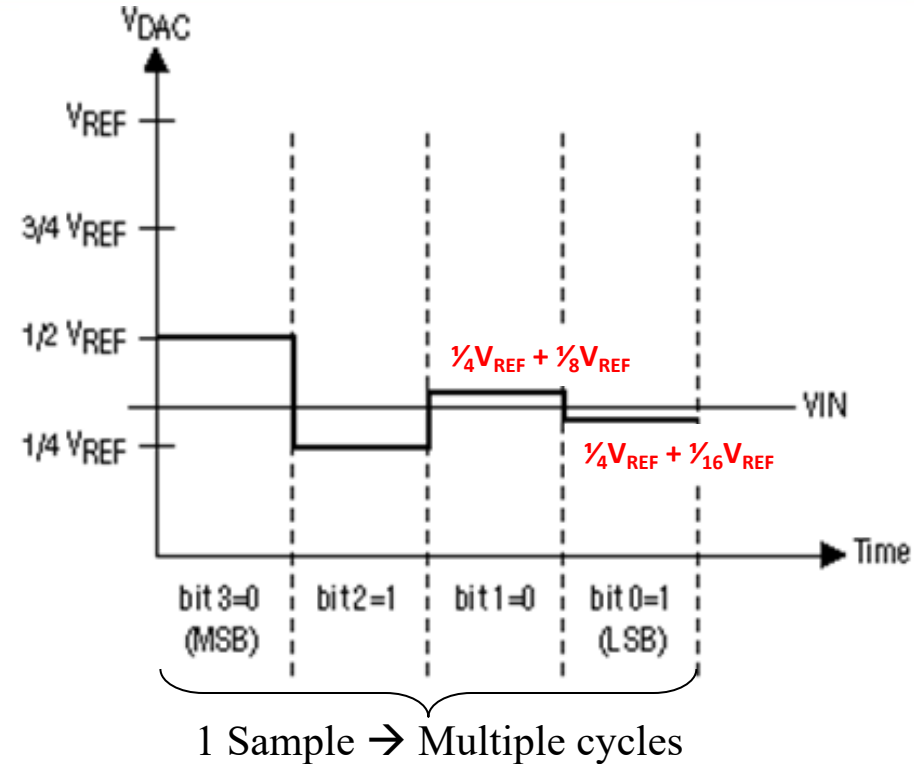 VDAC
VREF
3/4 VREF
1/2 VREF
¼VREF + ⅛VREF
VIN
1/4 VREF
¼VREF + ¹⁄₁₆VREF
Time
bit 3=0 bit2=1 bit 1=0 bit 0=1
(MSB) (LSB)
1 Sample → Multiple cycles